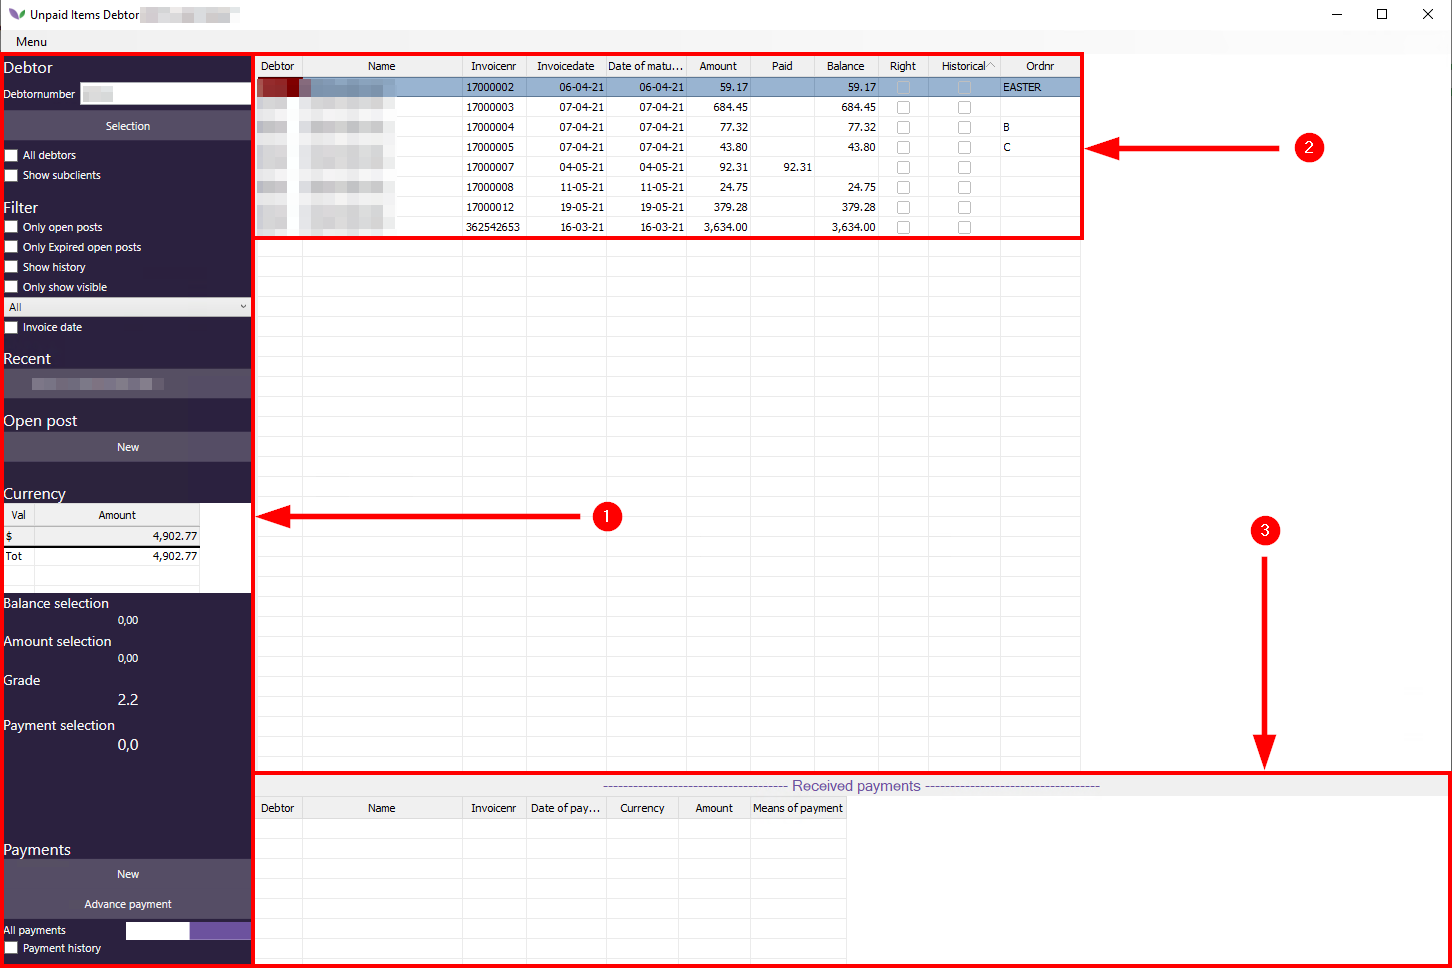 Unpaid Items Debtor
Menu
Debtor
Debtornumber
Selection
All debtors
Show subclients
Filter
Only open posts
Only Expired open posts
Show history
Only show visible
All
Invoice date
Recent
Open post
New
Currency
Val Amount
$ 4,902.77
Tot 4,902.77
Balance selection
0,00
Amount selection
0,00
Grade
2.2
Payment selection
0,0
Payments
New
Advance payment
All payments
Payment history
1
Debtor Name Invoicenr Invoicedate Date of matu... Amount Paid Balance Right Historical Ordnr
17000002 06-04-21 06-04-21 59.17 59.17 EASTER
17000003 07-04-21 07-04-21 684.45 684.45
17000004 07-04-21 07-04-21 77.32 77.32 B
17000005 07-04-21 07-04-21 43.80 43.80 C
17000007 04-05-21 04-05-21 92.31 92.31
17000008 11-05-21 11-05-21 24.75 24.75
17000012 19-05-21 19-05-21 379.28 379.28
362542653 16-03-21 16-03-21 3,634.00 3,634.00
2
3
------------------------------------- Received payments -----------------------------------
Debtor Name Invoicenr Date of pay... Currency Amount Means of payment